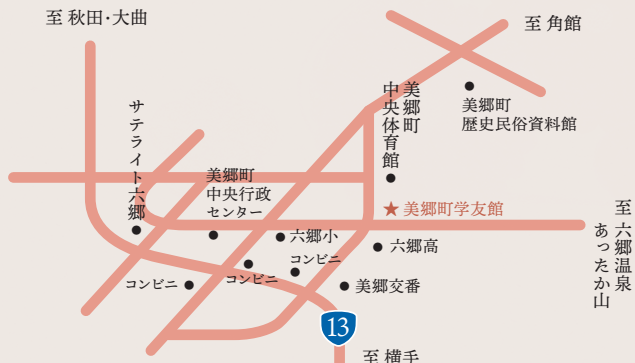 至 秋田・大曲
至 角館
美郷町
中央体育館
美郷町
歴史民俗資料館
サテライト六郷
美郷町
中央行政
センター
★ 美郷町学友館
至 六郷温泉
あったか山
六郷小
六郷高
コンビニ
コンビニ
コンビニ
美郷交番
13
至 横手